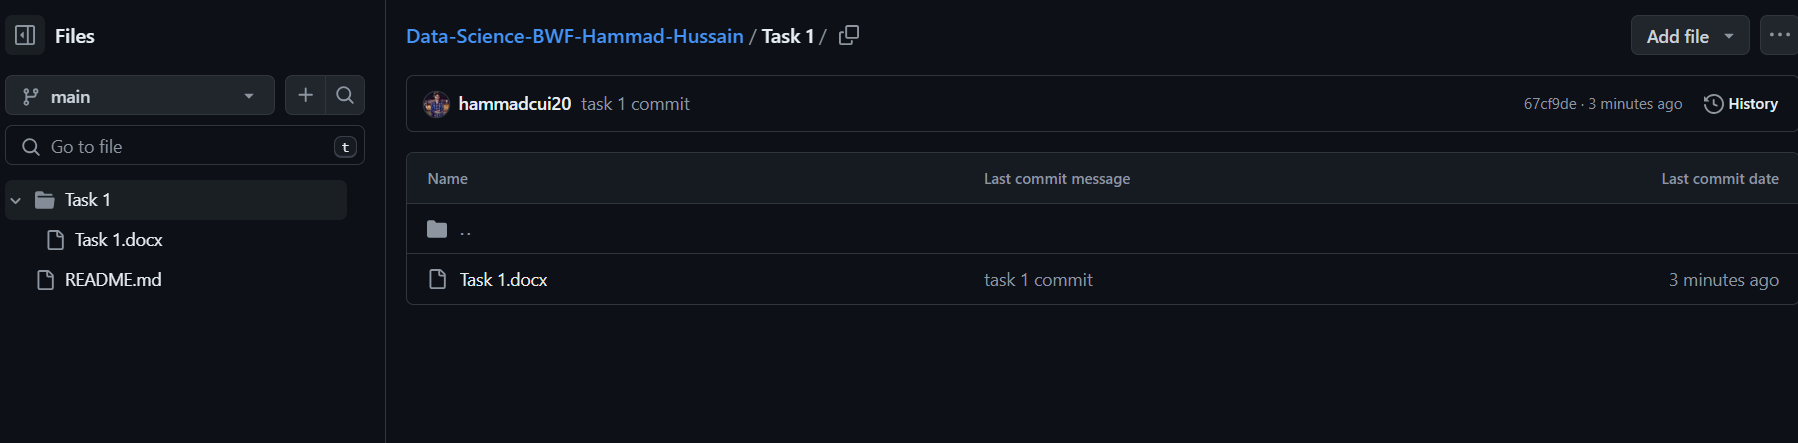 Files
main
Go to file
t
Task 1
Task 1.docx
README.md
Data-Science-BWF-Hammad-Hussain / Task 1 /
Add file
hammadcui20 task 1 commit
67cf9de · 3 minutes ago
History
Name Last commit message Last commit date
..
Task 1.docx task 1 commit 3 minutes ago